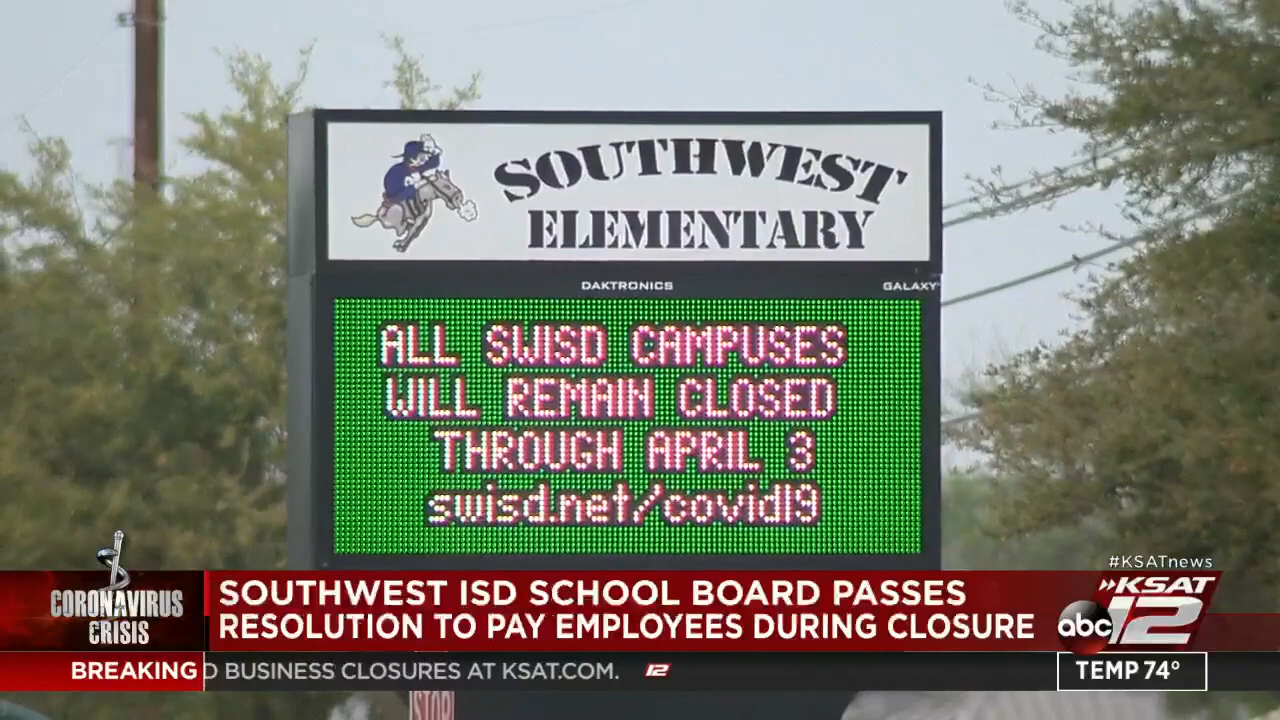 SOUTHWEST
ELEMENTARY
DAKTRONICS GALAXY
ALL SWISD CAMPUSES
WILL REMAIN CLOSED
THROUGH APRIL 3
swisd.net/covid19
#KSATnews
CORONAVIRUS
CRISIS
SOUTHWEST ISD SCHOOL BOARD PASSES
RESOLUTION TO PAY EMPLOYEES DURING CLOSURE
KSAT
abc 12
BREAKING D BUSINESS CLOSURES AT KSAT.COM. 12
TEMP 74°
STOP